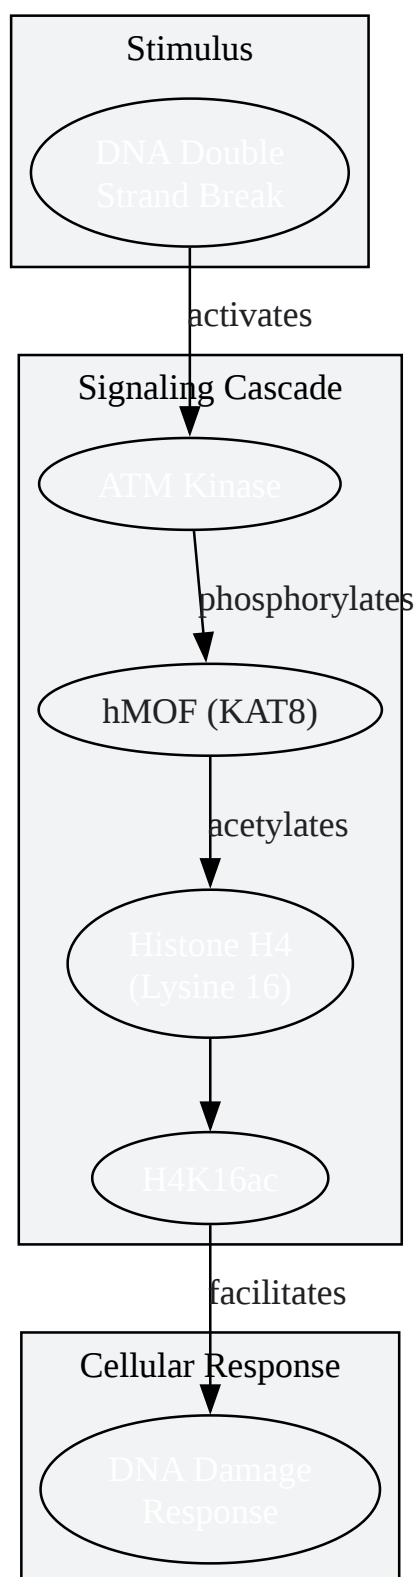 Stimulus
DNA Double
Strand Break
activates
Signaling Cascade
ATM Kinase
phosphorylates
hMOF (KAT8)
acetylates
Histone H4
(Lysine 16)
H4K16ac
facilitates
Cellular Response
DNA Damage
Response